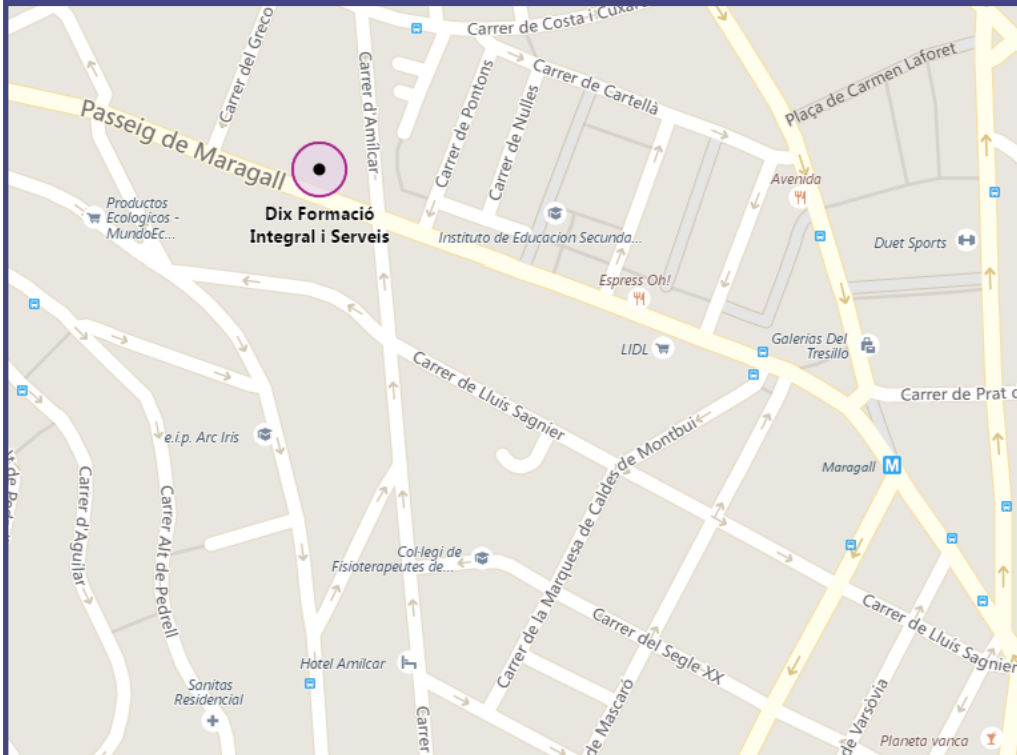 Carrer de Costa i Cuxar
Carrer del Greco
Carrer d'Amílcar
Carrer de Pontons
Carrer de Nulles
Carrer de Cartellà
Plaça de Carmen Laforet
Passeig de Maragall
Dix Formació
Integral i Serveis
Productos
Ecologicos -
MundoEc...
Instituto de Educacion Secunda...
Avenida
Duet Sports
Espress Oh!
LIDL
Galerias Del
Tresillo
Carrer de Prat
Carrer de Lluís Sagnier
e.i.p. Arc Iris
Maragall
M
Carrer d'Aguilar
Carrer Alt de Pedrell
Col·legi de
Fisioterapeutes de...
Carrer de la Marquesa de Caldes de Montbui
Carrer del Segle XX
Carrer de Lluís Sagnier
Hotel Amilcar
Sanitas
Residencial
Carrer
de Mascaró
de Varsòvia
Planeta vanca